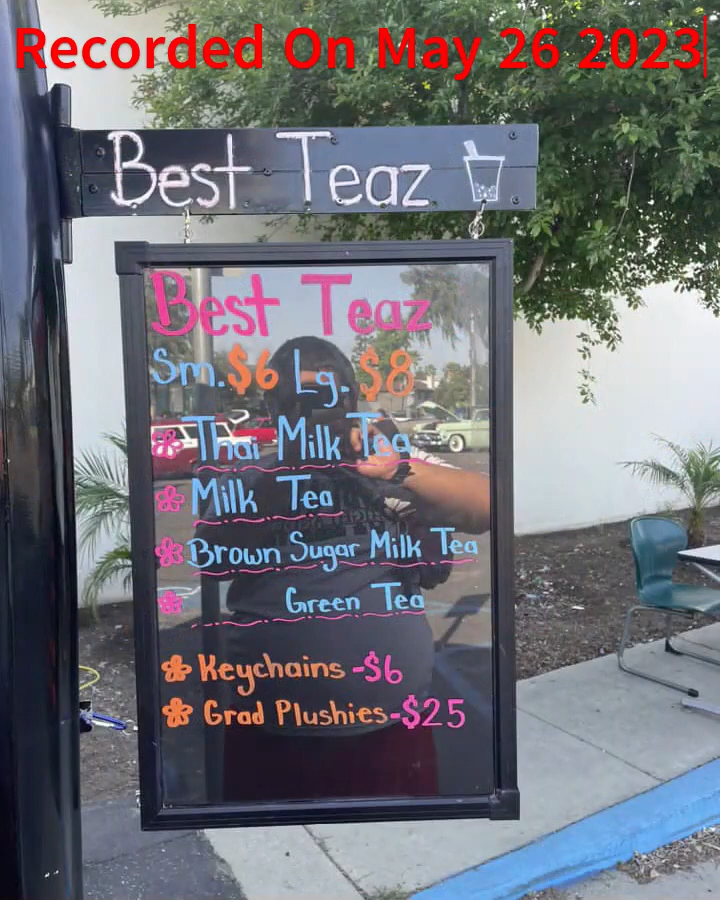 Recorded On May 26 2023
Best Teaz
Best Teaz
Sm. $6 Lg. $8
Thai Milk Tea
Milk Tea
Brown Sugar Milk Tea
Green Tea
Keychains -$6
Grad Plushies-$25